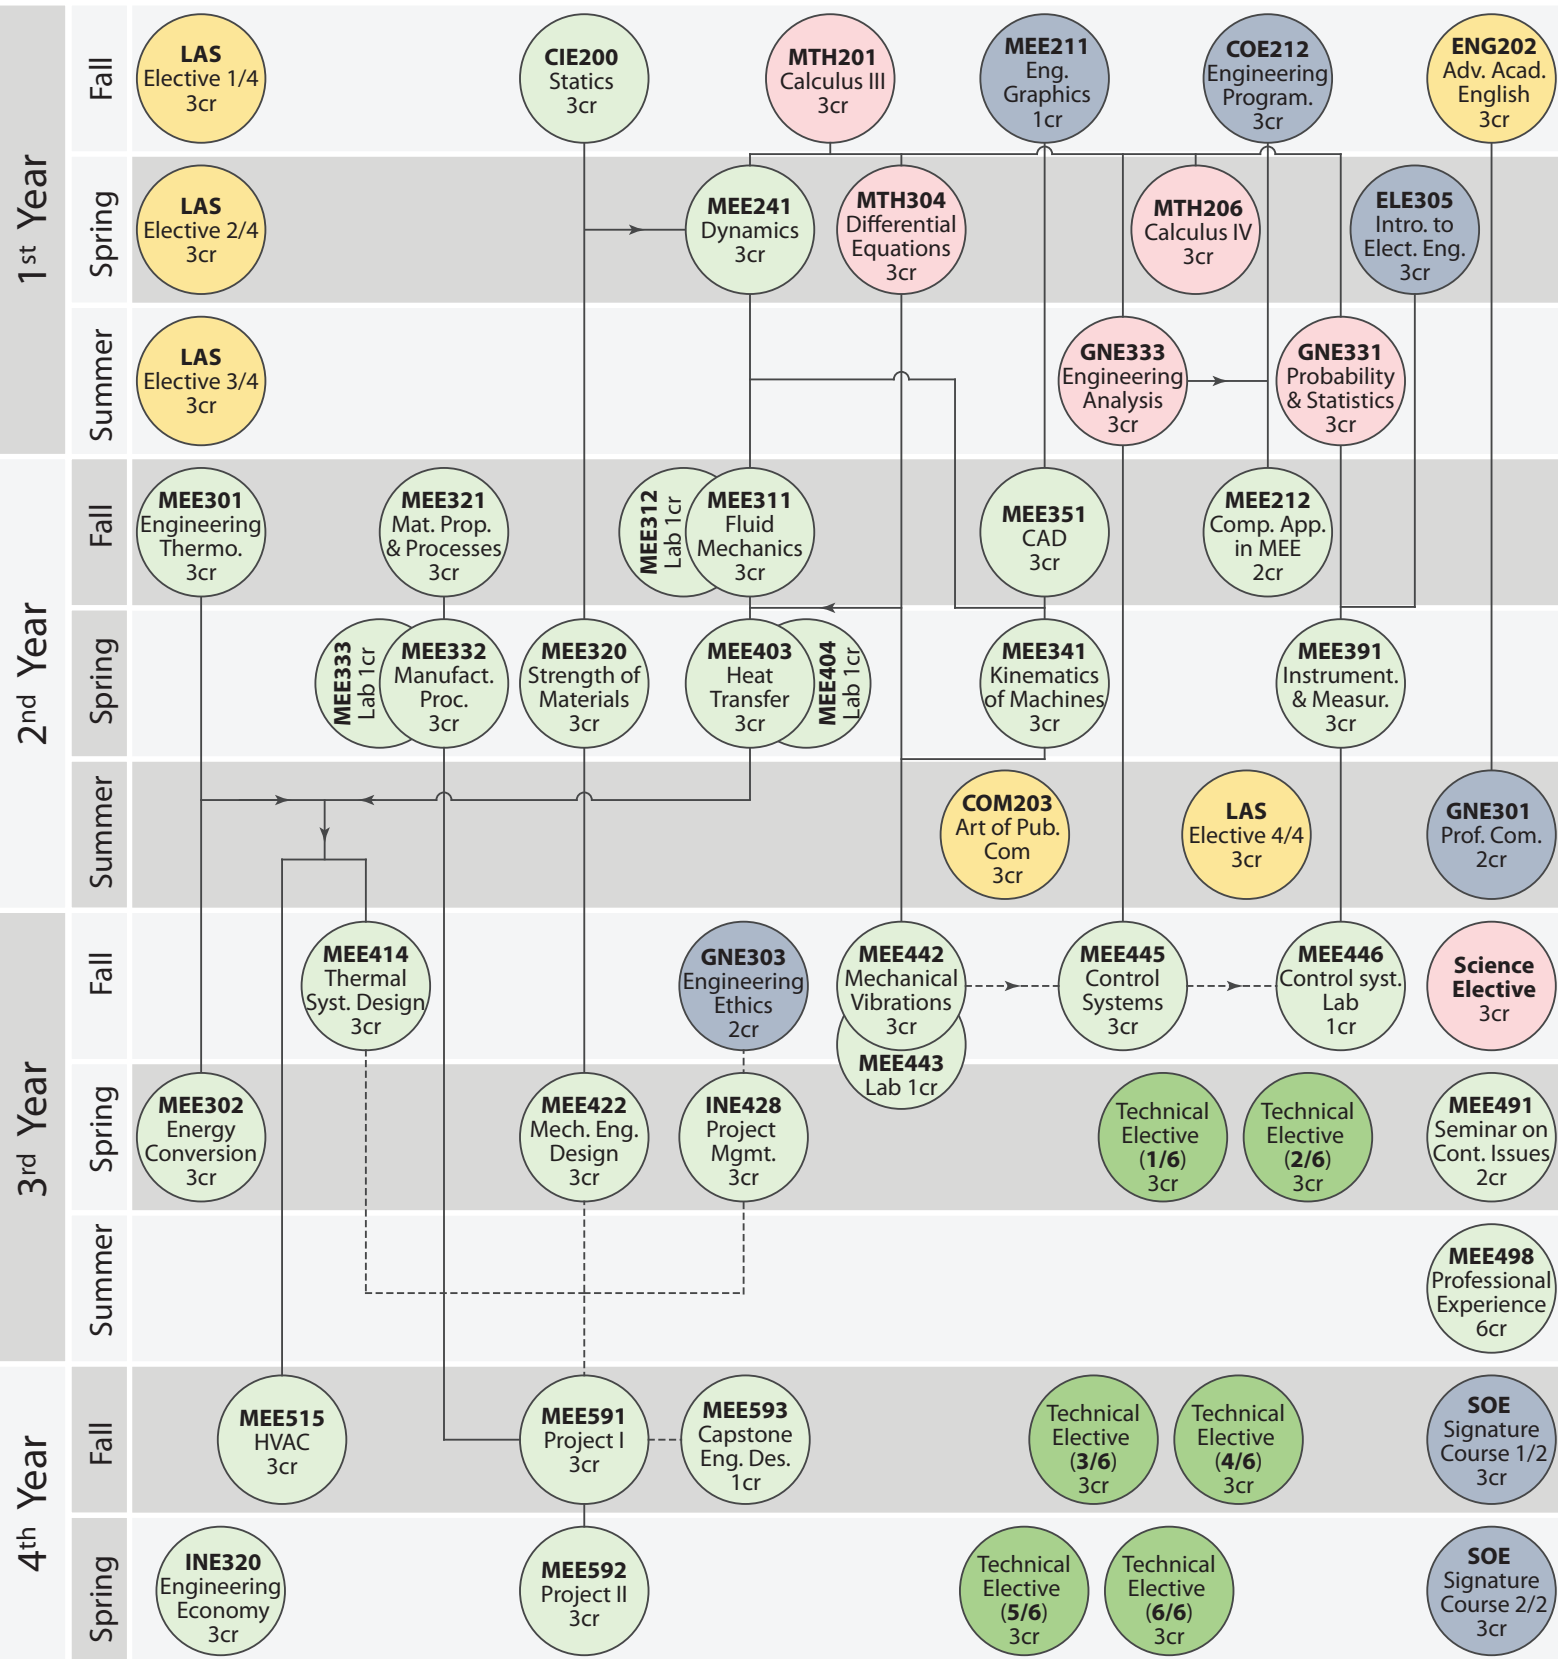 1st Year
Fall
LAS
Elective 1/4
3cr
CIE200
Statics
3cr
MTH201
Calculus III
3cr
MEE211
Eng.
Graphics
1cr
COE212
Engineering
Program.
3cr
ENG202
Adv. Acad.
English
3cr
Spring
LAS
Elective 2/4
3cr
MEE241
Dynamics
3cr
MTH304
Differential
Equations
3cr
MTH206
Calculus IV
3cr
ELE305
Intro. to
Elect. Eng.
3cr
Summer
LAS
Elective 3/4
3cr
GNE333
Engineering
Analysis
3cr
GNE331
Probability
& Statistics
3cr
2nd Year
Fall
MEE301
Engineering
Thermo.
3cr
MEE321
Mat. Prop.
& Processes
3cr
MEE312
Lab 1cr
MEE311
Fluid
Mechanics
3cr
MEE351
CAD
3cr
MEE212
Comp. App.
in MEE
2cr
Spring
MEE333
Lab 1cr
MEE332
Manufact.
Proc.
3cr
MEE320
Strength of
Materials
3cr
MEE403
Heat
Transfer
3cr
MEE404
Lab 1cr
MEE341
Kinematics
of Machines
3cr
MEE391
Instrument.
& Measur.
3cr
Summer
COM203
Art of Pub.
Com
3cr
LAS
Elective 4/4
3cr
GNE301
Prof. Com.
2cr
3rd Year
Fall
MEE414
Thermal
Syst. Design
3cr
GNE303
Engineering
Ethics
2cr
MEE442
Mechanical
Vibrations
3cr
MEE443
Lab 1cr
MEE445
Control
Systems
3cr
MEE446
Control syst.
Lab
1cr
Science
Elective
3cr
Spring
MEE302
Energy
Conversion
3cr
MEE422
Mech. Eng.
Design
3cr
INE428
Project
Mgmt.
3cr
Technical
Elective
(1/6)
3cr
Technical
Elective
(2/6)
3cr
MEE491
Seminar on
Cont. Issues
2cr
Summer
MEE498
Professional
Experience
6cr
4th Year
Fall
MEE515
HVAC
3cr
MEE591
Project I
3cr
MEE593
Capstone
Eng. Des.
1cr
Technical
Elective
(3/6)
3cr
Technical
Elective
(4/6)
3cr
SOE
Signature
Course 1/2
3cr
Spring
INE320
Engineering
Economy
3cr
MEE592
Project II
3cr
Technical
Elective
(5/6)
3cr
Technical
Elective
(6/6)
3cr
SOE
Signature
Course 2/2
3cr